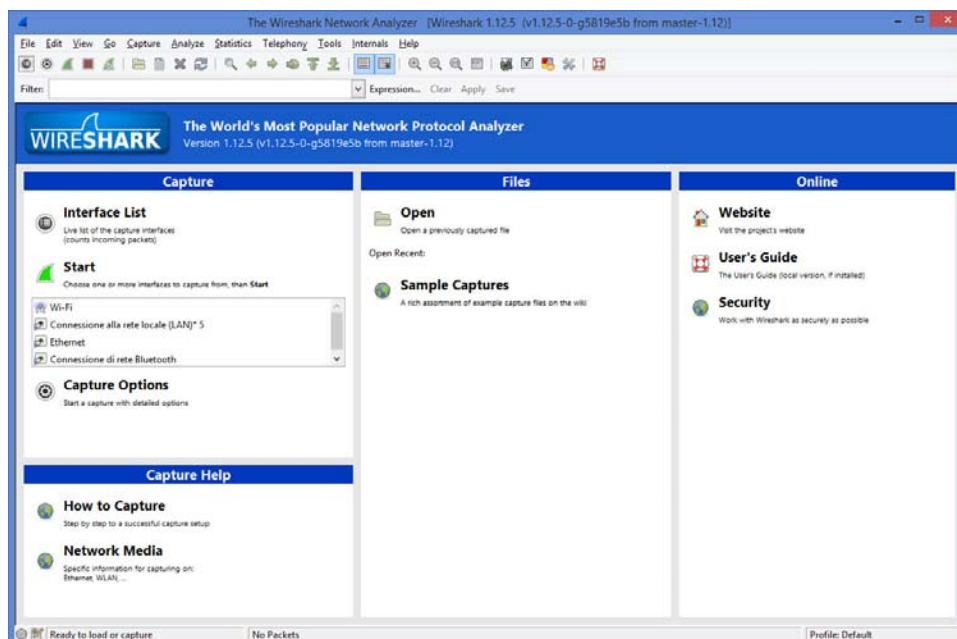 The Wireshark Network Analyzer [Wireshark 1.12.5 (v1.12.5-0-g5819e5b from master-1.12)]
File Edit View Go Capture Analyze Statistics Telephony Tools Internals Help
Filter: Expression... Clear Apply Save
WIRESHARK
The World's Most Popular Network Protocol Analyzer
Version 1.12.5 (v1.12.5-0-g5819e5b from master-1.12)
Capture
Interface List
Live list of the capture interfaces
(counts incoming packets)
Start
Choose one or more interfaces to capture from, then Start
Wi-Fi
Connessione alla rete locale (LAN)* 5
Ethernet
Connessione di rete Bluetooth
Capture Options
Start a capture with detailed options
Capture Help
How to Capture
Step by step to a successful capture setup
Network Media
Specific information for capturing on:
Ethernet, WLAN, ...
Files
Open
Open a previously captured file
Open Recent:
Sample Captures
A rich assortment of example capture files on the wiki
Online
Website
Visit the project's website
User's Guide
The User's Guide (local version, if installed)
Security
Work with Wireshark as securely as possible
Ready to load or capture
No Packets
Profile: Default